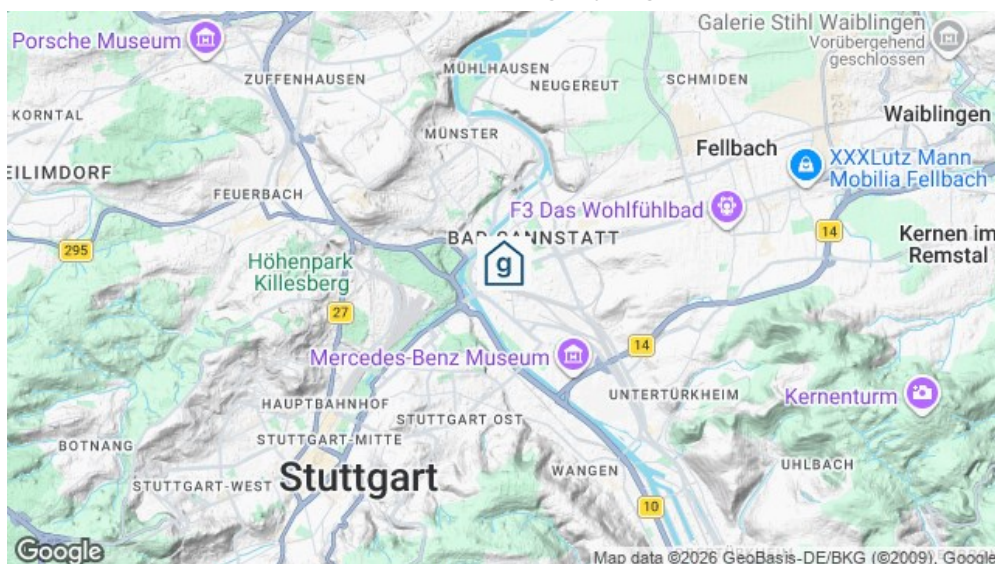 Galerie Stihl Waiblingen
Vorübergehend
geschlossen
Porsche Museum
ZUFFENHAUSEN
MÜHLHAUSEN
NEUGEREUT
SCHMIDEN
KORNTAL
Waiblingen
MÜNSTER
Fellbach
XXXLutz Mann
Mobilia Fellbach
EILIMDORF
FEUERBACH
F3 Das Wohlfühlbad
BAD CANNSTATT
14
Kernen im
Remstal
295
Höhenpark
Killesberg
g
27
14
Mercedes-Benz Museum
UNTERTÜRKHEIM
Kernenturm
HAUPTBAHNHOF
STUTTGART OST
STUTTGART-MITTE
BOTNANG
STUTTGART-WEST
Stuttgart
WANGEN
UHLBACH
10
Google
Map data ©2026 GeoBasis-DE/BKG (©2009), Google